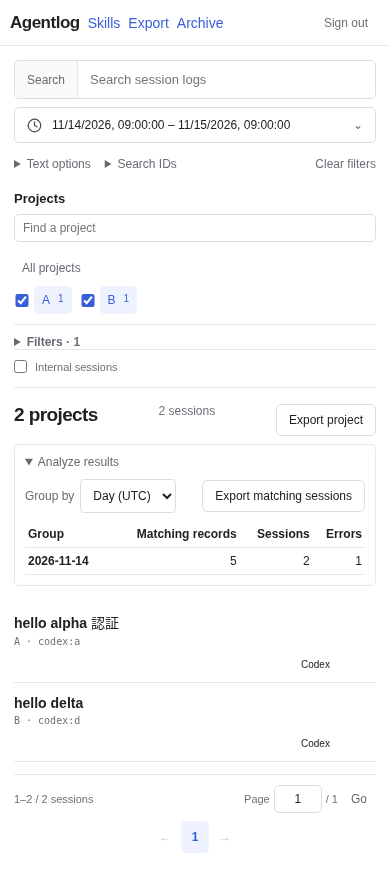 Agentlog Skills Export Archive Sign out
Search Search session logs
11/14/2026, 09:00:00 – 11/15/2026, 09:00:00
Text options Search IDs Clear filters
Projects
Find a project
All projects
A 1 B 1
Filters · 1
Internal sessions
2 projects 2 sessions Export project
Analyze results
Group by Day (UTC) Export matching sessions
Group Matching records Sessions Errors
2026-11-14 5 2 1
hello alpha 認証
A · codex:a
Codex
hello delta
B · codex:d
Codex
1–2 / 2 sessions Page 1 / 1 Go
← 1 →